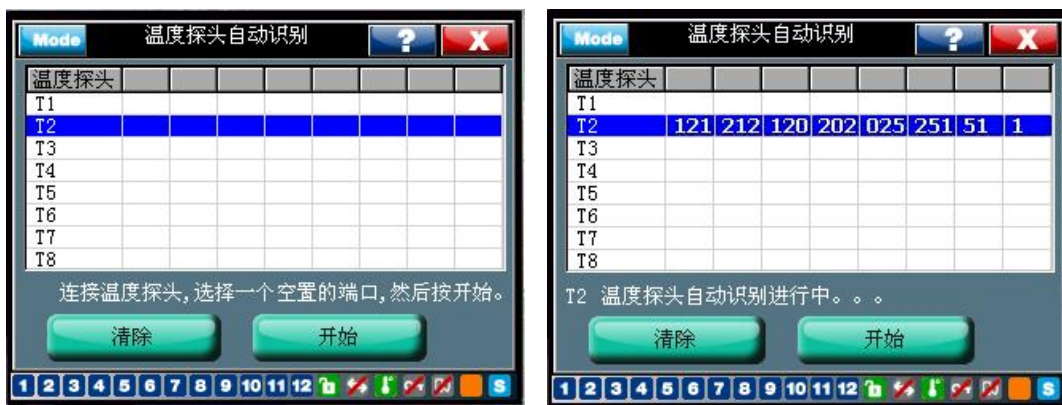 Mode 温度探头自动识别 ? X
温度探头
T1
T2
T3
T4
T5
T6
T7
T8
连接温度探头,选择一个空置的端口,然后按开始。
清除 开始
1 2 3 4 5 6 7 8 9 10 11 12 S
Mode 温度探头自动识别 ? X
温度探头
T1
T2 121 212 120 202 025 251 51 1
T3
T4
T5
T6
T7
T8
T2 温度探头自动识别进行中。。。
清除 开始
1 2 3 4 5 6 7 8 9 10 11 12 S